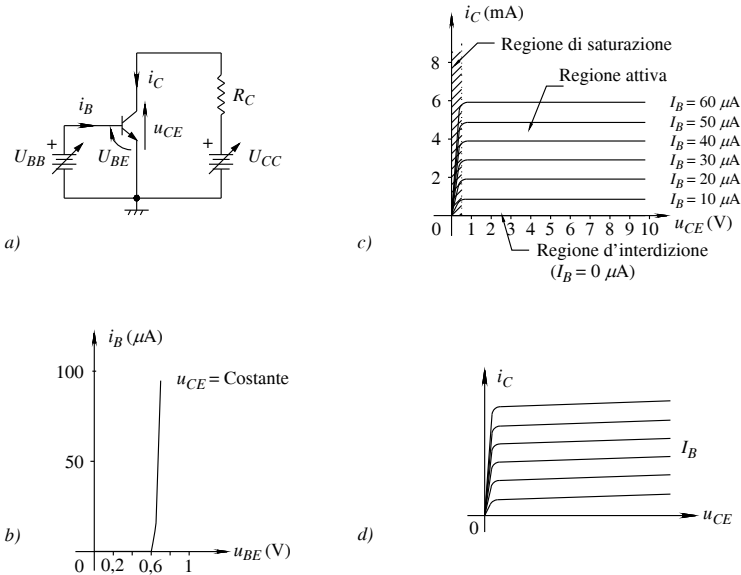 i_C
i_B
R_C
u_CE
+
U_BB
U_BE
+
U_CC
a)
i_C (mA)
Regione di saturazione
Regione attiva
8
6
4
2
0
I_B = 60 μA
I_B = 50 μA
I_B = 40 μA
I_B = 30 μA
I_B = 20 μA
I_B = 10 μA
1 2 3 4 5 6 7 8 9 10
u_CE (V)
Regione d'interdizione
(I_B = 0 μA)
c)
i_B (μA)
100
50
u_CE = Costante
0 0,2 0,6 1
u_BE (V)
b)
i_C
I_B
0
u_CE
d)